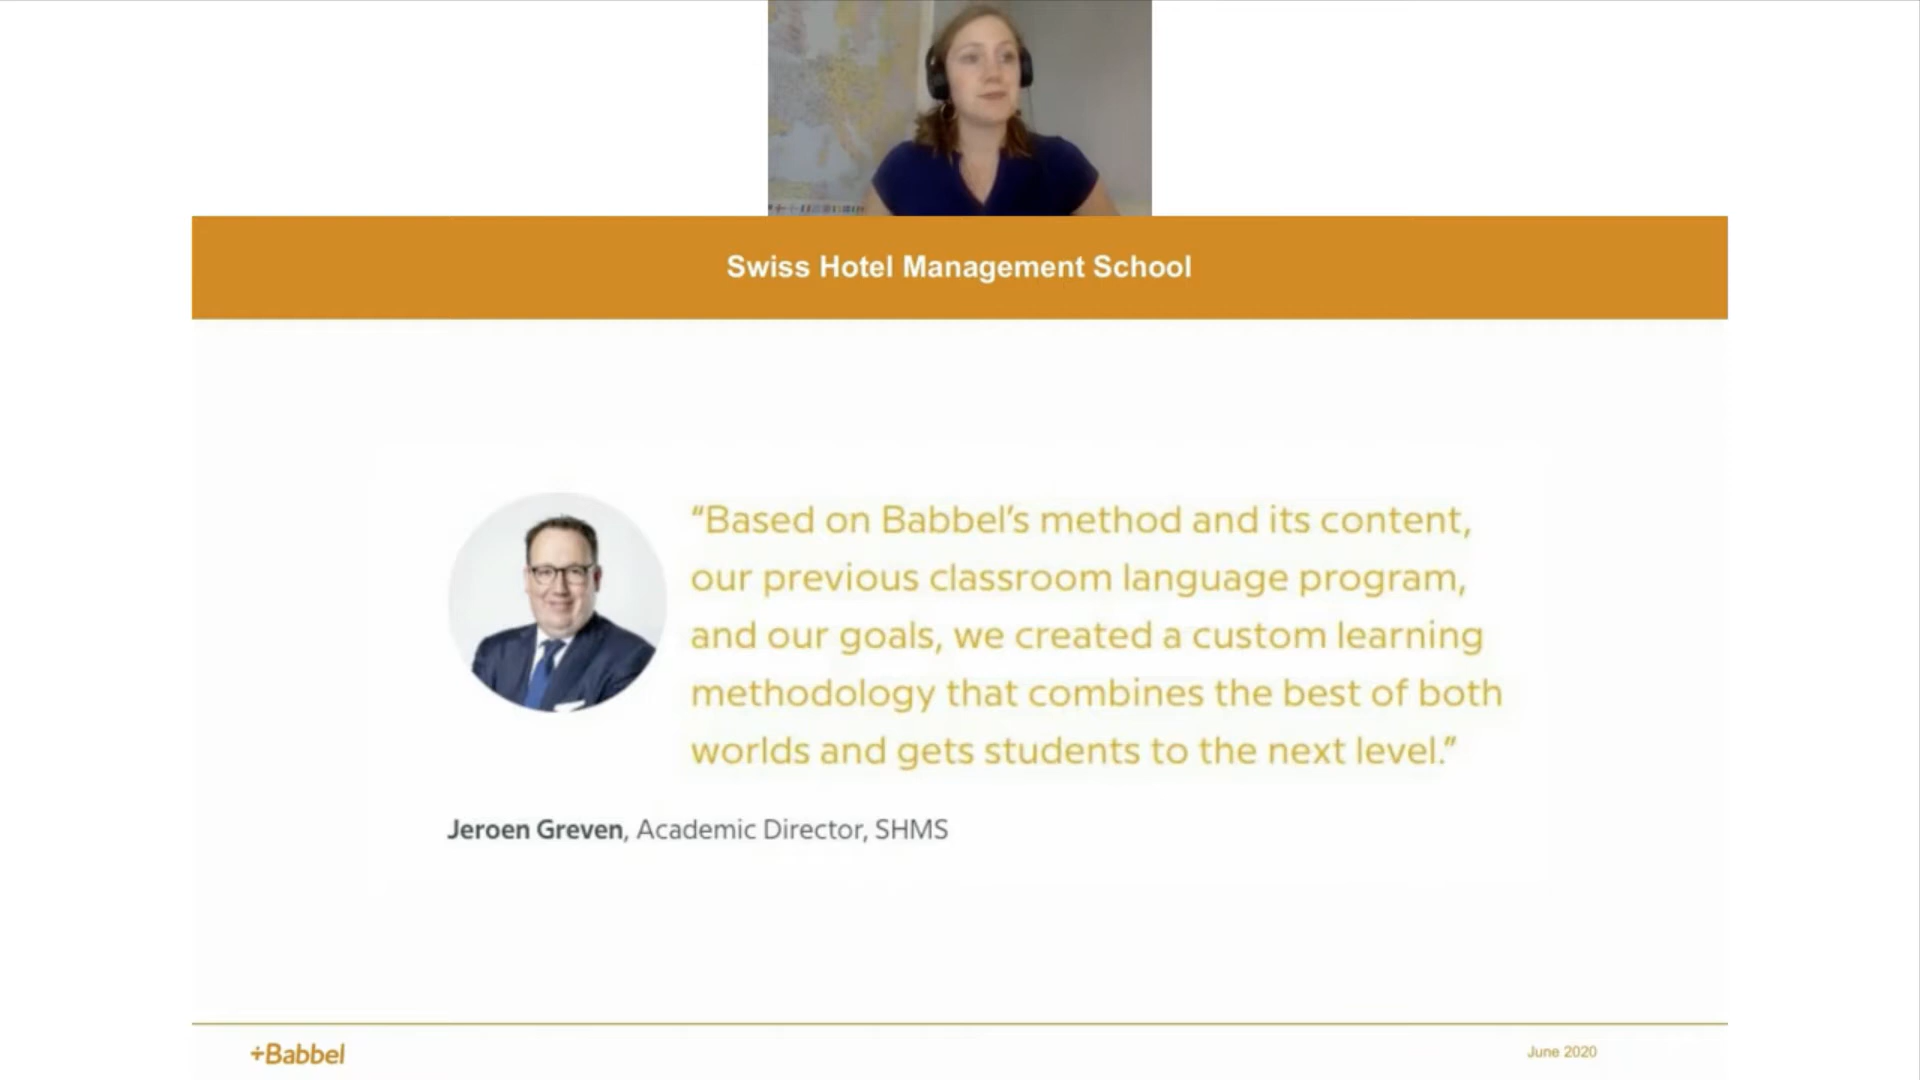 Swiss Hotel Management School
“Based on Babbel’s method and its content,
our previous classroom language program,
and our goals, we created a custom learning
methodology that combines the best of both
worlds and gets students to the next level.”
Jeroen Greven, Academic Director, SHMS
+Babbel
June 2020